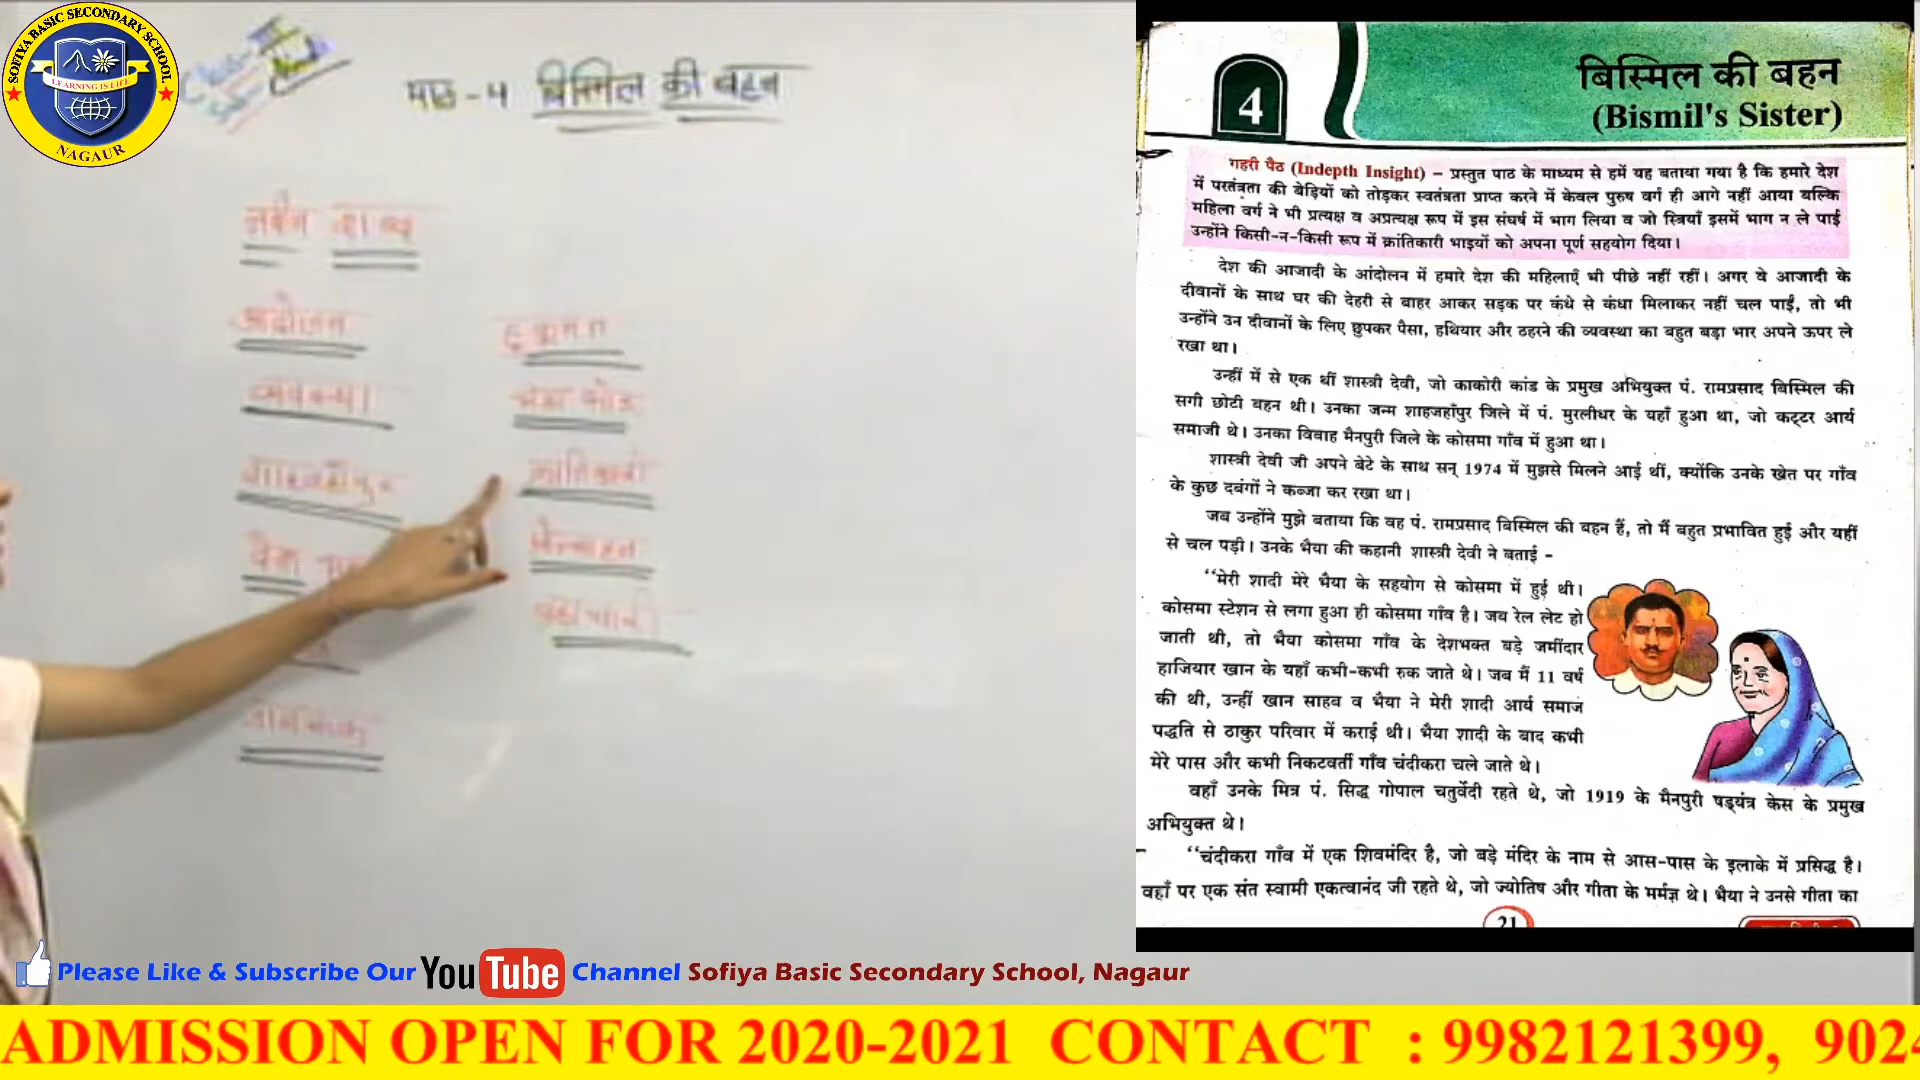 SOFIYA BASIC SECONDARY SCHOOL
LEARNING IS LIFE
NAGAUR
पाठ - 4 बिस्मिल की बहन
नवीन शब्द
आंदोलन
व्यवस्था
शाहजहाँपुर
क्रांतिकारी
4
बिस्मिल की बहन
(Bismil's Sister)
गहरी पैठ (Indepth Insight) – प्रस्तुत पाठ के माध्यम से हमें यह बताया गया है कि हमारे देश
में परतंत्रता की बेड़ियों को तोड़कर स्वतंत्रता प्राप्त करने में केवल पुरुष वर्ग ही आगे नहीं आया बल्कि
महिला वर्ग ने भी प्रत्यक्ष व अप्रत्यक्ष रूप में इस संघर्ष में भाग लिया व जो स्त्रियाँ इसमें भाग न ले पाईं
उन्होंने किसी-न-किसी रूप में क्रांतिकारी भाइयों को अपना पूर्ण सहयोग दिया।
देश की आजादी के आंदोलन में हमारे देश की महिलाएँ भी पीछे नहीं रहीं। अगर वे आजादी के
दीवानों के साथ घर की देहरी से बाहर आकर सड़क पर कंधे से कंधा मिलाकर नहीं चल पाईं, तो भी
उन्होंने उन दीवानों के लिए छुपकर पैसा, हथियार और ठहरने की व्यवस्था का बहुत बड़ा भार अपने ऊपर ले
रखा था।
उन्हीं में से एक थीं शास्त्री देवी, जो काकोरी कांड के प्रमुख अभियुक्त पं. रामप्रसाद बिस्मिल की
सगी छोटी बहन थी। उनका जन्म शाहजहाँपुर जिले में पं. मुरलीधर के यहाँ हुआ था, जो कट्टर आर्य
समाजी थे। उनका विवाह मैनपुरी जिले के कोसमा गाँव में हुआ था।
शास्त्री देवी जी अपने बेटे के साथ सन् 1974 में मुझसे मिलने आई थीं, क्योंकि उनके खेत पर गाँव
के कुछ दबंगों ने कब्जा कर रखा था।
जब उन्होंने मुझे बताया कि वह पं. रामप्रसाद बिस्मिल की बहन हैं, तो मैं बहुत प्रभावित हुई और यहीं
से चल पड़ी। उनके भैया की कहानी शास्त्री देवी ने बताई -
"मेरी शादी मेरे भैया के सहयोग से कोसमा में हुई थी।
कोसमा स्टेशन से लगा हुआ ही कोसमा गाँव है। जब रेल लेट हो
जाती थी, तो भैया कोसमा गाँव के देशभक्त बड़े जमींदार
हाजियार खान के यहाँ कभी-कभी रुक जाते थे। जब मैं 11 वर्ष
की थी, उन्हीं खान साहब व भैया ने मेरी शादी आर्य समाज
पद्धति से ठाकुर परिवार में कराई थी। भैया शादी के बाद कभी
मेरे पास और कभी निकटवर्ती गाँव चंदीकरा चले जाते थे।
वहाँ उनके मित्र पं. सिद्ध गोपाल चतुर्वेदी रहते थे, जो 1919 के मैनपुरी षड्यंत्र केस के प्रमुख
अभियुक्त थे।
"चंदीकरा गाँव में एक शिवमंदिर है, जो बड़े मंदिर के नाम से आस-पास के इलाके में प्रसिद्ध है।
वहाँ पर एक संत स्वामी एकत्वानंद जी रहते थे, जो ज्योतिष और गीता के मर्मज्ञ थे। भैया ने उनसे गीता का
21
Please Like & Subscribe Our YouTube Channel Sofiya Basic Secondary School, Nagaur
ADMISSION OPEN FOR 2020-2021 CONTACT : 9982121399, 902